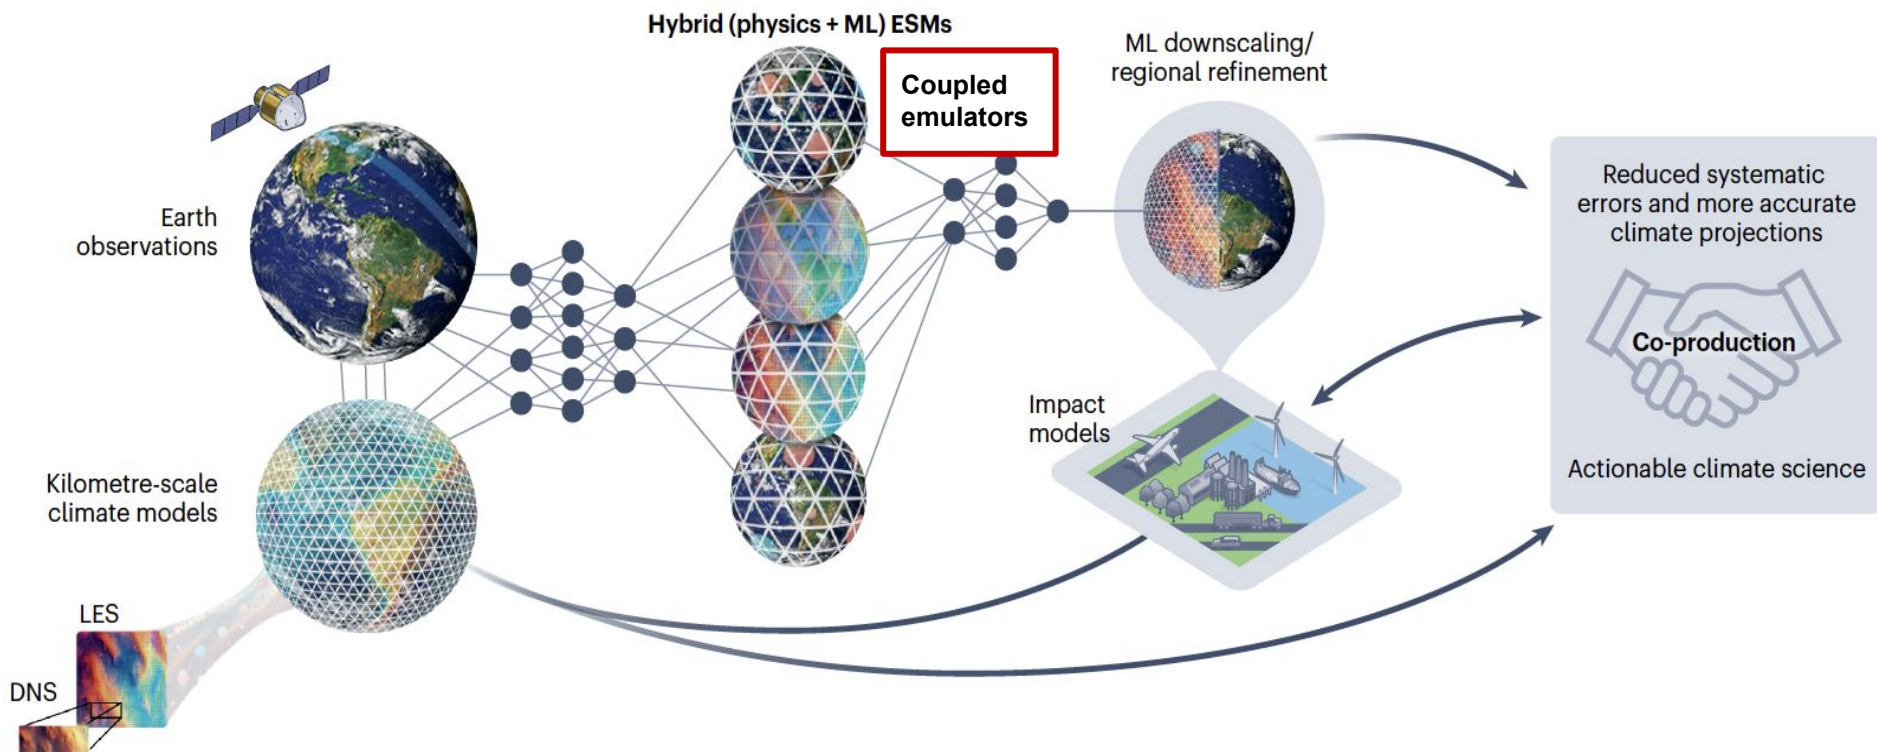 Hybrid (physics + ML) ESMs
Coupled
emulators
ML downscaling/
regional refinement
Earth
observations
Reduced systematic
errors and more accurate
climate projections
Co-production
Impact
models
Actionable climate science
Kilometre-scale
climate models
LES
DNS